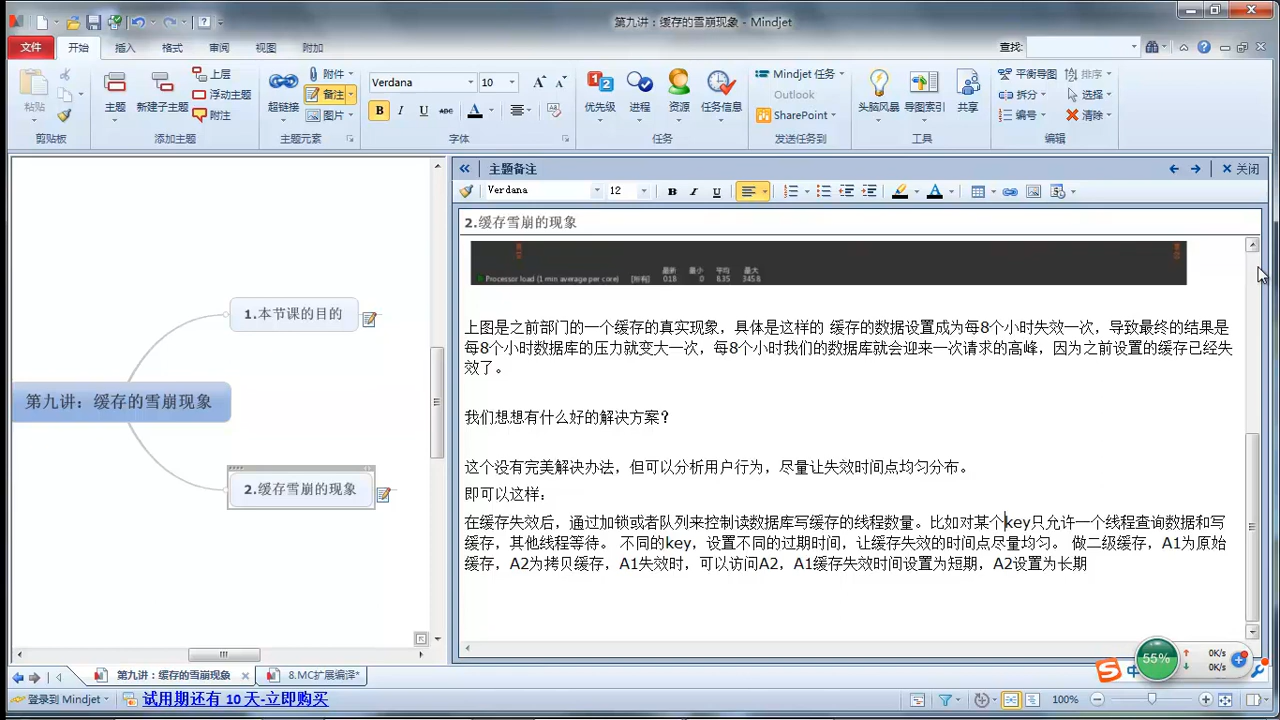 第九讲：缓存的雪崩现象 - Mindjet
文件 开始 插入 格式 审阅 视图 附加 查找:
粘贴 主题 新建子主题 上层 浮动主题 附注 超链接 附件 备注 图片
Verdana 10
B I U abc A
优先级 进程 资源 任务信息 Mindjet 任务 Outlook SharePoint 头脑风暴 导图索引 共享 平衡导图 拆分 编号 排序 选择 清除
剪贴板 添加主题 主题元素 字体 任务 发送任务到 工具 编辑
主题备注 关闭
Verdana 12 B I U A
2.缓存雪崩的现象
最新 最小 平均 最大
Processor load (1 min average per core) [所有] 0.18 0 8.35 345.8
上图是之前部门的一个缓存的真实现象，具体是这样的 缓存的数据设置成为每8个小时失效一次，导致最终的结果是
每8个小时数据库的压力就变大一次，每8个小时我们的数据库就会迎来一次请求的高峰，因为之前设置的缓存已经失
效了。
我们想想有什么好的解决方案？
这个没有完美解决办法，但可以分析用户行为，尽量让失效时间点均匀分布。
即可以这样：
在缓存失效后，通过加锁或者队列来控制读数据库写缓存的线程数量。比如对某个key只允许一个线程查询数据和写
缓存，其他线程等待。 不同的key，设置不同的过期时间，让缓存失效的时间点尽量均匀。 做二级缓存，A1为原始
缓存，A2为拷贝缓存，A1失效时，可以访问A2，A1缓存失效时间设置为短期，A2设置为长期
1.本节课的目的
第九讲：缓存的雪崩现象
2.缓存雪崩的现象
55% 0K/s
0K/s
第九讲：缓存的雪崩现象 8.MC扩展编译*
登录到 Mindjet 试用期还有 10 天-立即购买 100%